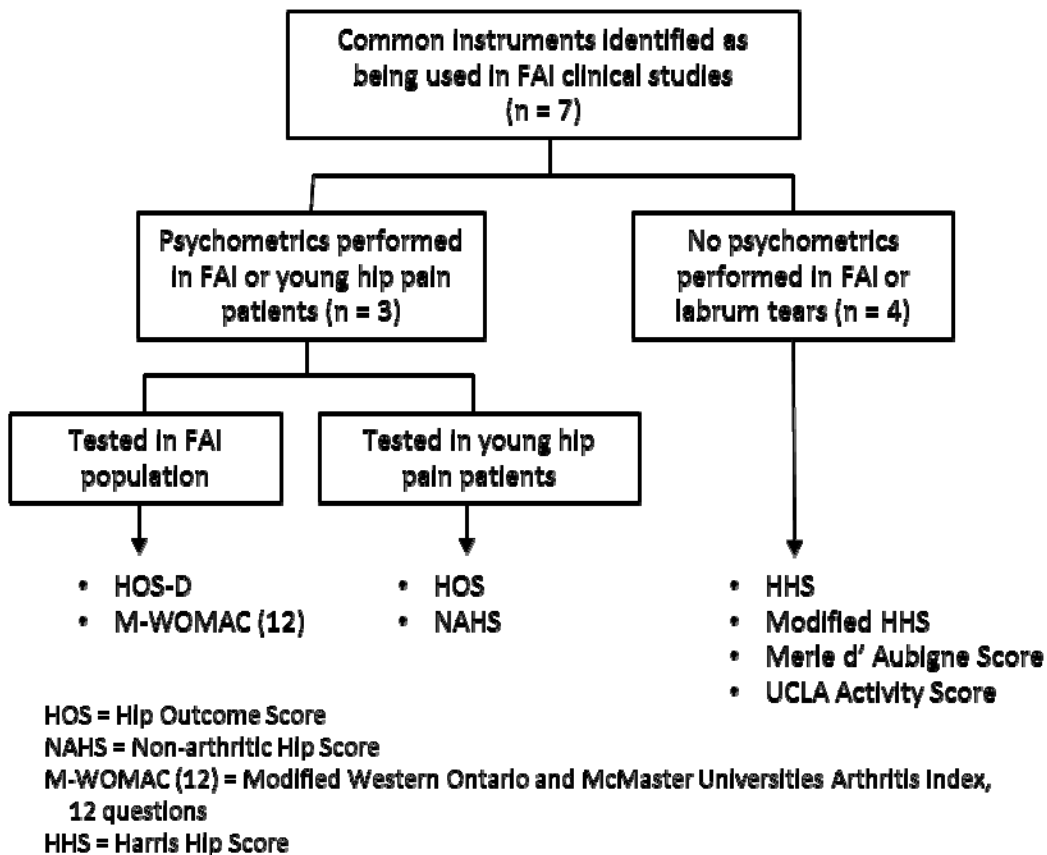 Common instruments identified as
being used in FAI clinical studies
(n = 7)
Psychometrics performed
in FAI or young hip pain
patients (n = 3)
No psychometrics
performed in FAI or
labrum tears (n = 4)
Tested in FAI
population
Tested in young hip
pain patients
• HOS-D
• M-WOMAC (12)
• HOS
• NAHS
• HHS
• Modified HHS
• Merle d’ Aubigne Score
• UCLA Activity Score
HOS = Hip Outcome Score
NAHS = Non-arthritic Hip Score
M-WOMAC (12) = Modified Western Ontario and McMaster Universities Arthritis Index,
12 questions
HHS = Harris Hip Score